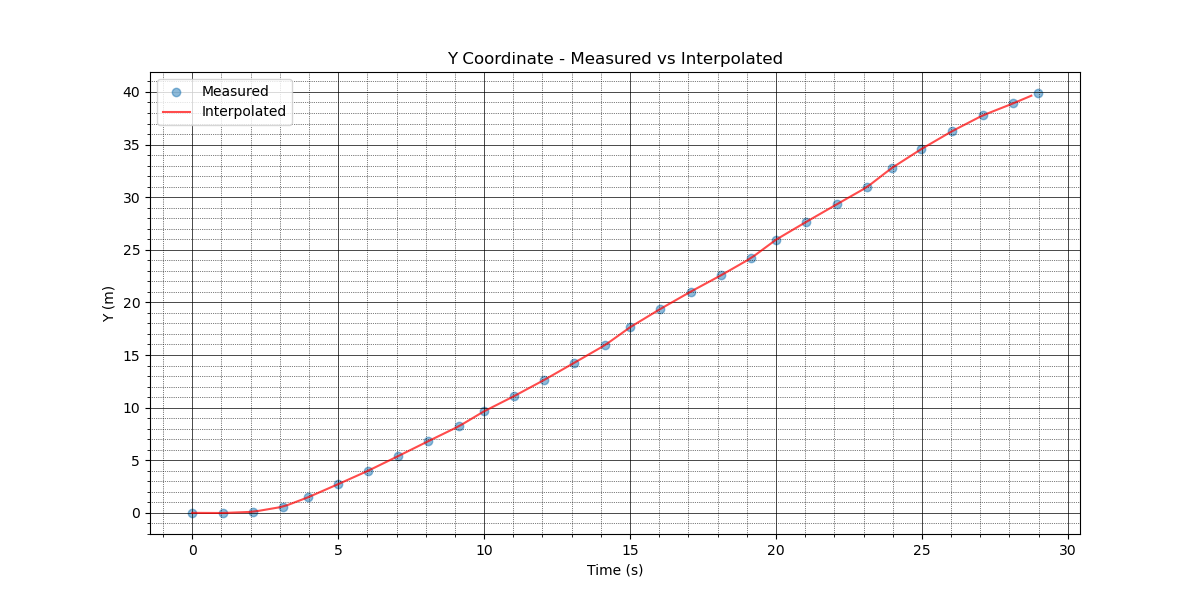 Y Coordinate - Measured vs Interpolated
Measured
Interpolated
40
35
30
25
20
15
10
5
0
Y (m)
0 5 10 15 20 25 30
Time (s)